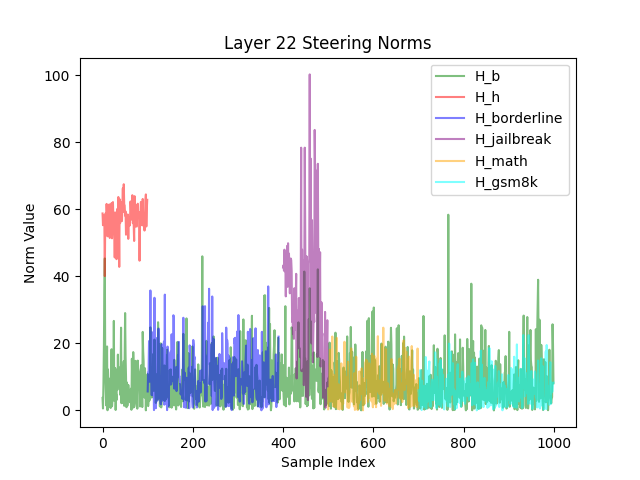 Layer 22 Steering Norms
Norm Value
100
80
60
40
20
0
H_b
H_h
H_borderline
H_jailbreak
H_math
H_gsm8k
0 200 400 600 800 1000
Sample Index